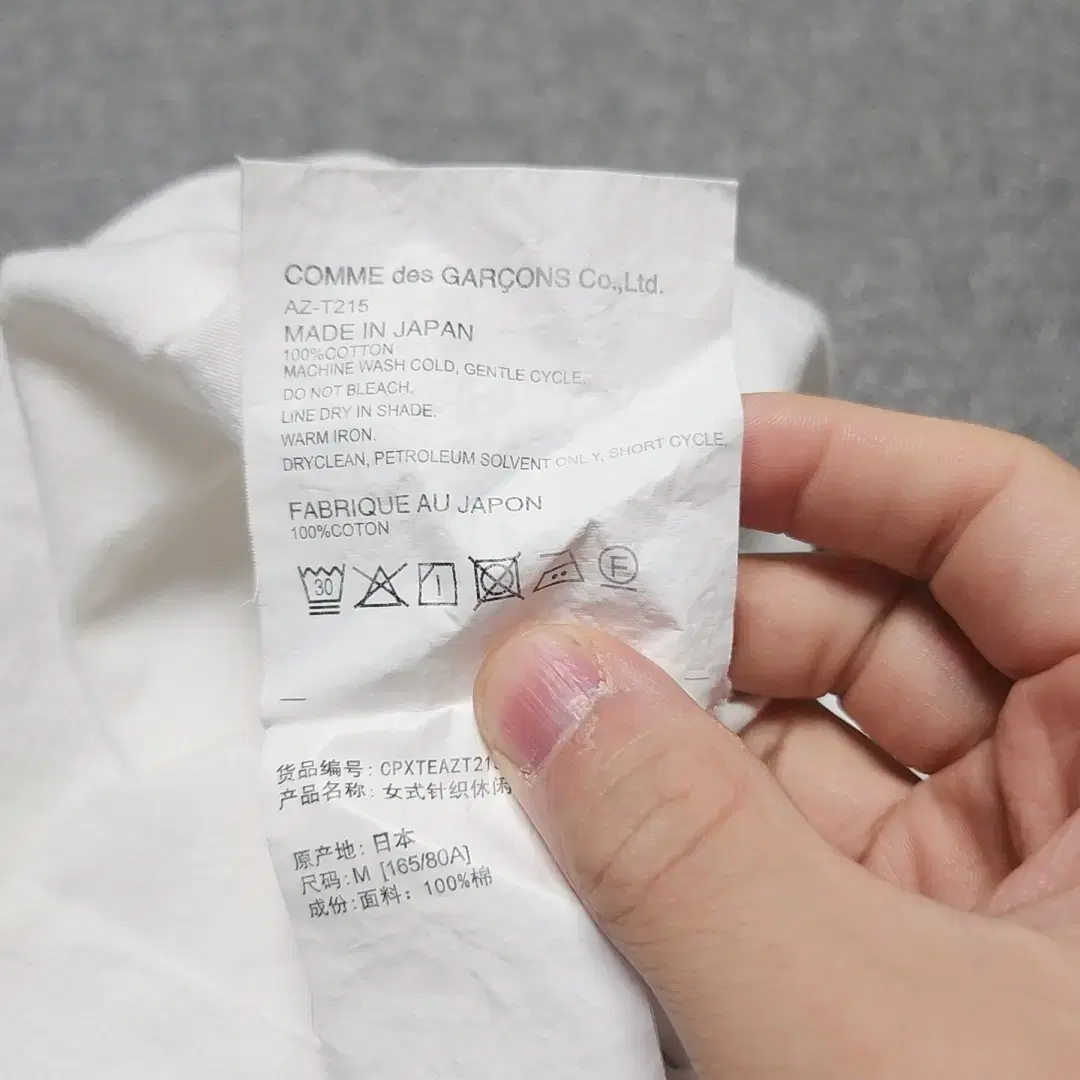 COMME des GARÇONS Co.,Ltd.
AZ-T215
MADE IN JAPAN
100%COTTON
MACHINE WASH COLD, GENTLE CYCLE.
DO NOT BLEACH.
LINE DRY IN SHADE.
WARM IRON.
DRYCLEAN, PETROLEUM SOLVENT ONLY, SHORT CYCLE.
FABRIQUE AU JAPON
100%COTON
30 F
货品编号: CPXTEAZT21
产品名称: 女式针织休闲
原产地: 日本
尺码: M [165/80A]
成份:面料: 100%棉